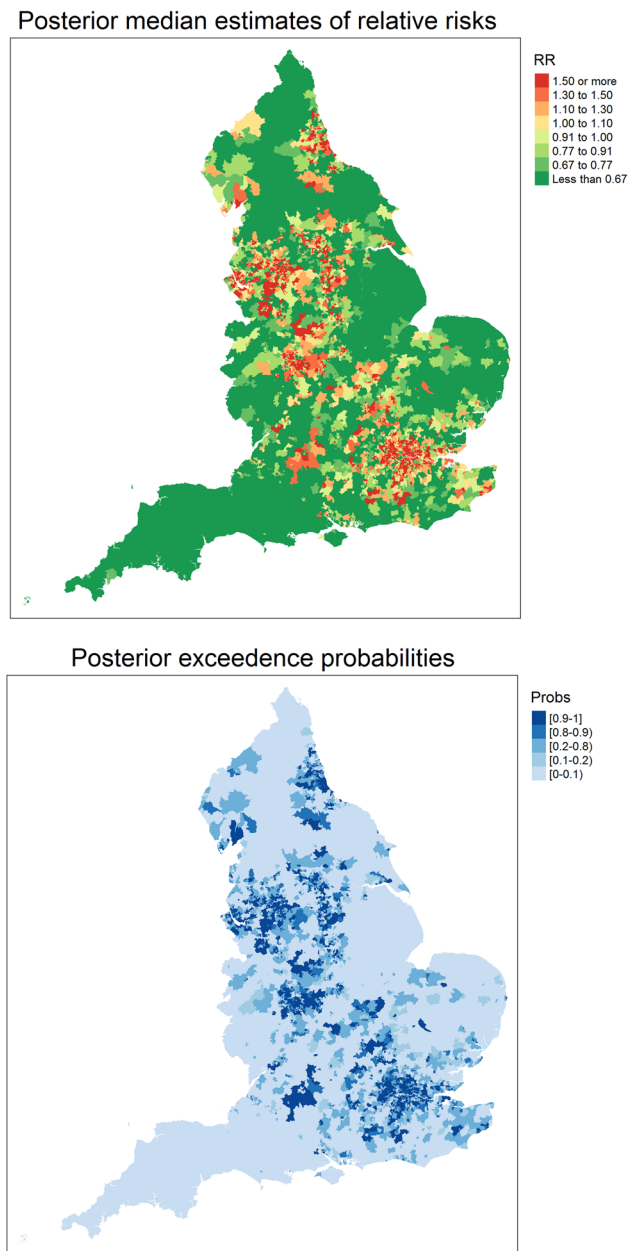 Posterior median estimates of relative risks
RR
1.50 or more
1.30 to 1.50
1.10 to 1.30
1.00 to 1.10
0.91 to 1.00
0.77 to 0.91
0.67 to 0.77
Less than 0.67
Posterior exceedence probabilities
Probs
[0.9-1]
[0.8-0.9)
[0.2-0.8)
[0.1-0.2)
[0-0.1)